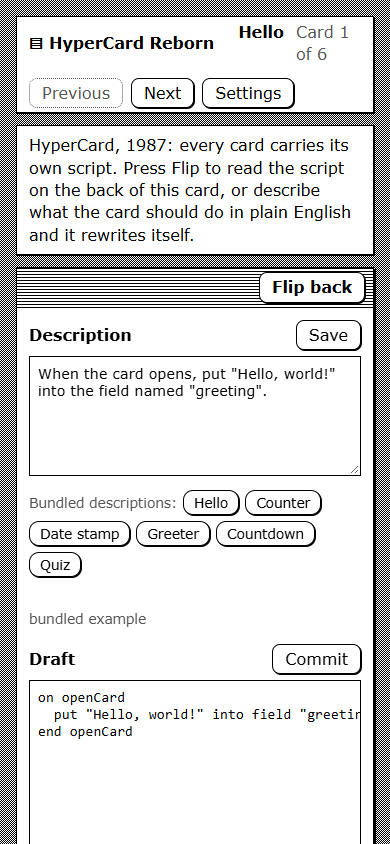 HyperCard Reborn
Hello
Card 1
of 6
Previous
Next
Settings
HyperCard, 1987: every card carries its
own script. Press Flip to read the script
on the back of this card, or describe
what the card should do in plain English
and it rewrites itself.
Flip back
Description
Save
When the card opens, put "Hello, world!"
into the field named "greeting".
Bundled descriptions:
Hello
Counter
Date stamp
Greeter
Countdown
Quiz
bundled example
Draft
Commit
on openCard
  put "Hello, world!" into field "greetin
end openCard